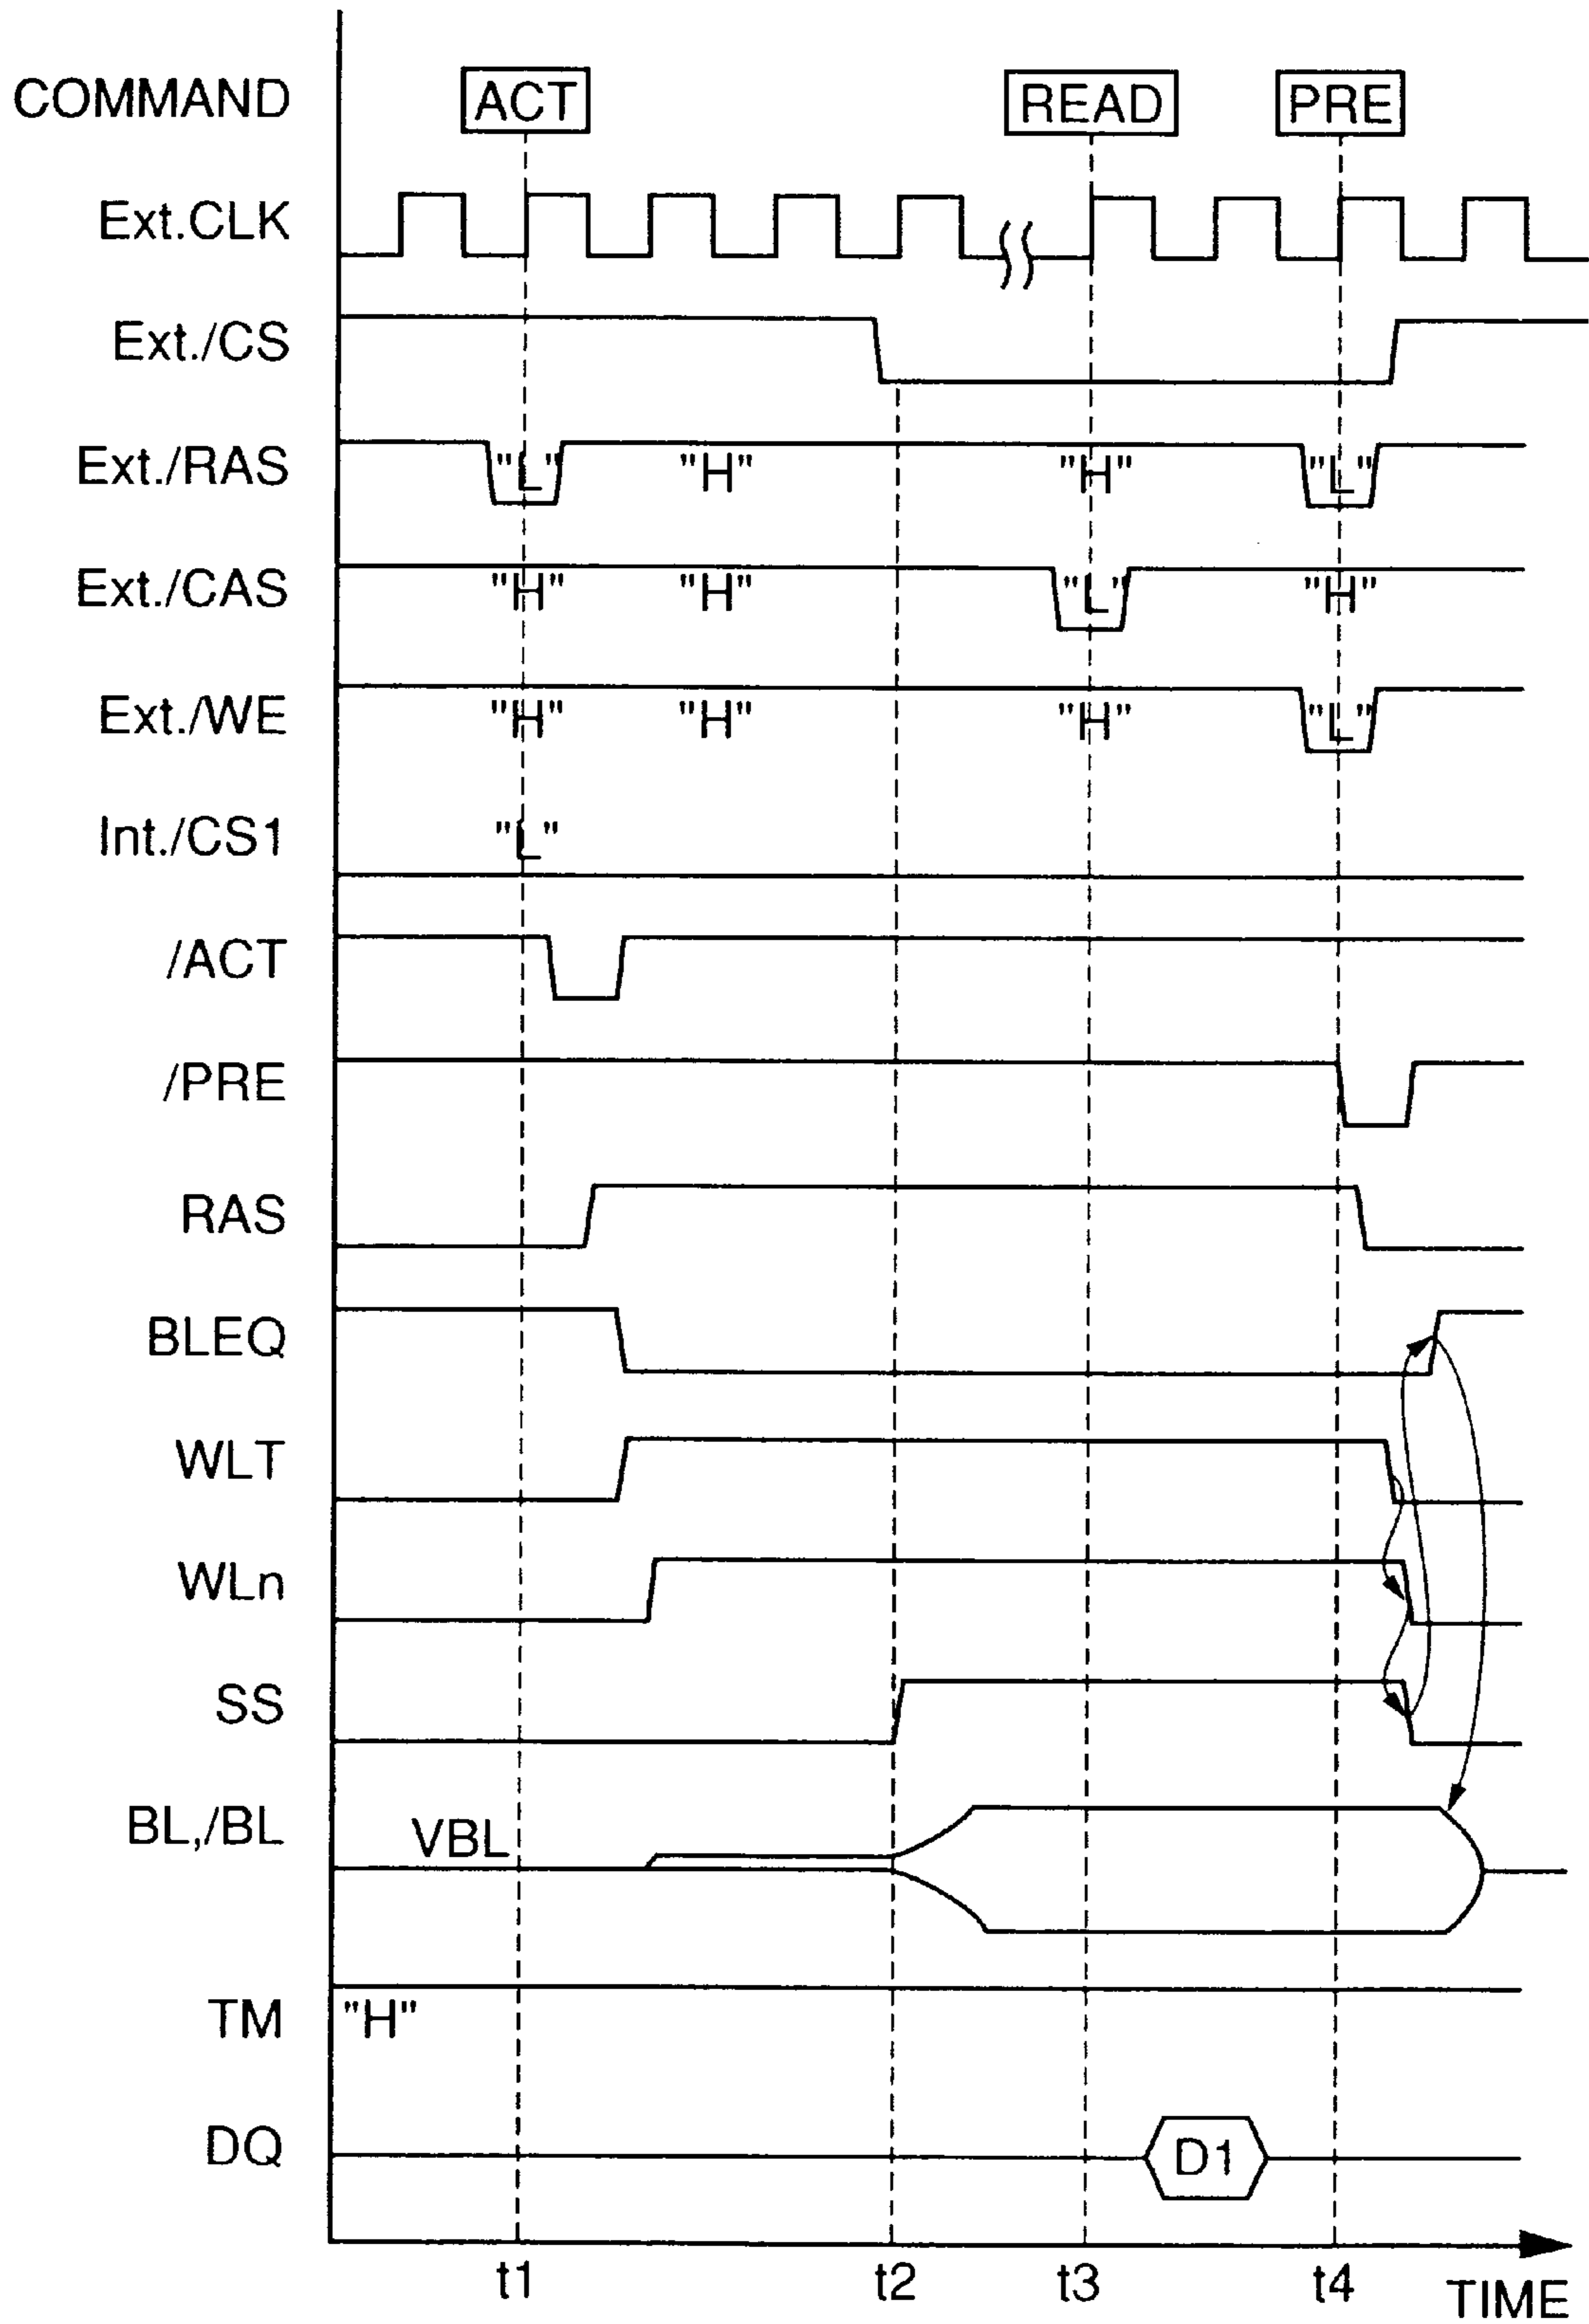 COMMAND ACT READ PRE
Ext.CLK
Ext./CS
Ext./RAS "L" "H" "H" "L"
Ext./CAS "H" "H" "L" "H"
Ext./WE "H" "H" "H" "L"
Int./CS1 "L"
/ACT
/PRE
RAS
BLEQ
WLT
WLn
SS
BL,/BL VBL
TM "H"
DQ D1
t1 t2 t3 t4 TIME